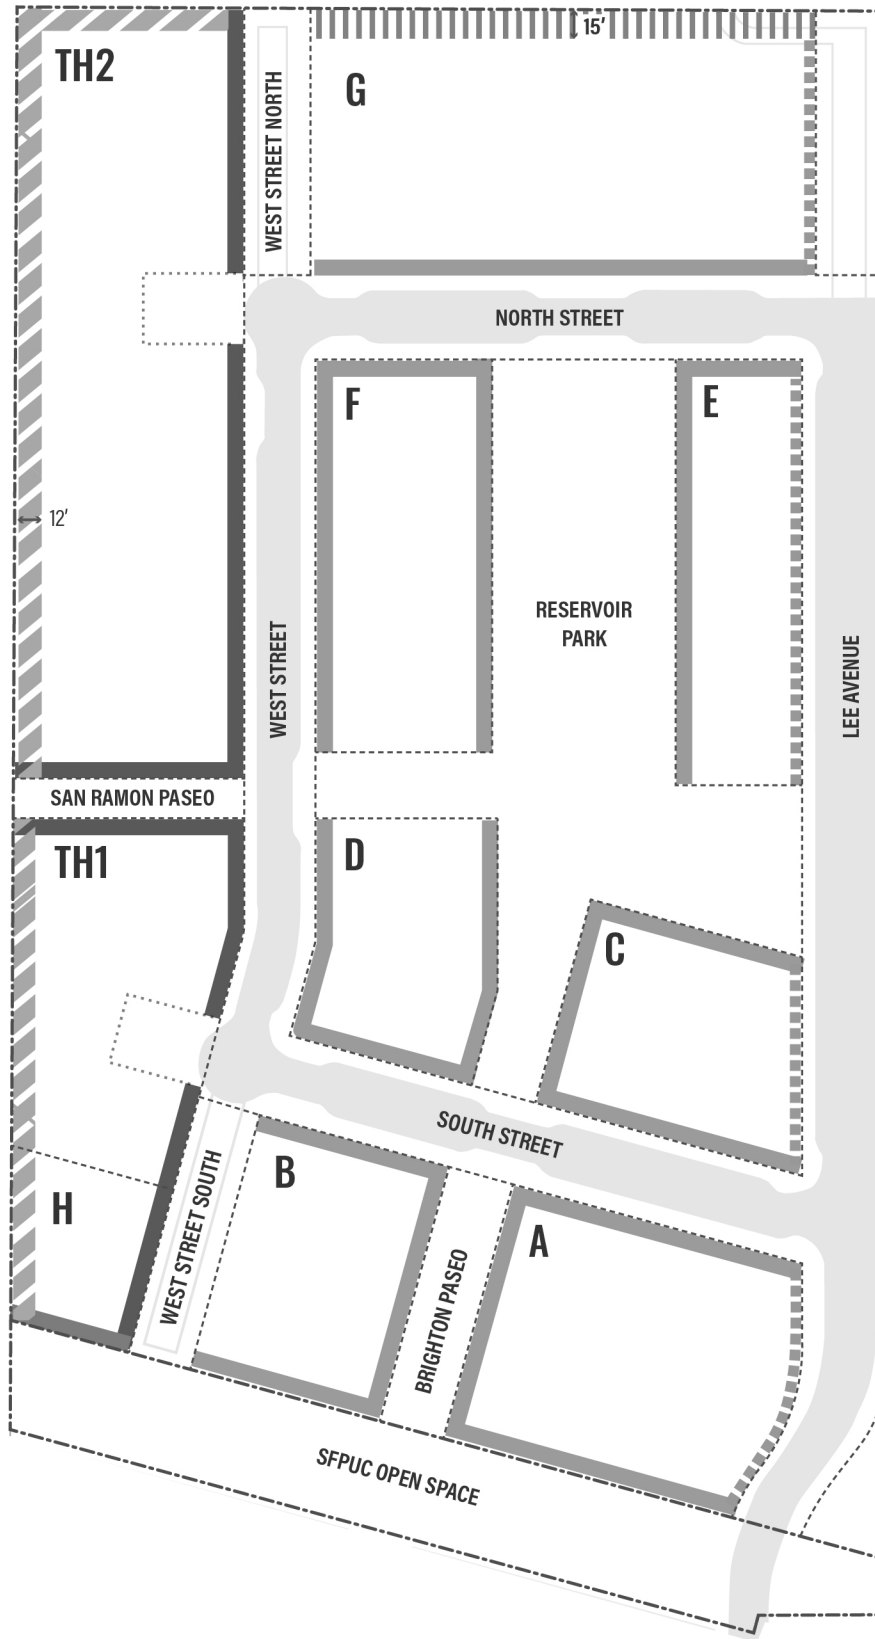 15′
TH2
G
WEST STREET NORTH
NORTH STREET
F
E
12′
RESERVOIR
PARK
WEST STREET
LEE AVENUE
SAN RAMON PASEO
TH1
D
C
SOUTH STREET
B
H
WEST STREET SOUTH
A
BRIGHTON PASEO
SFPUC OPEN SPACE